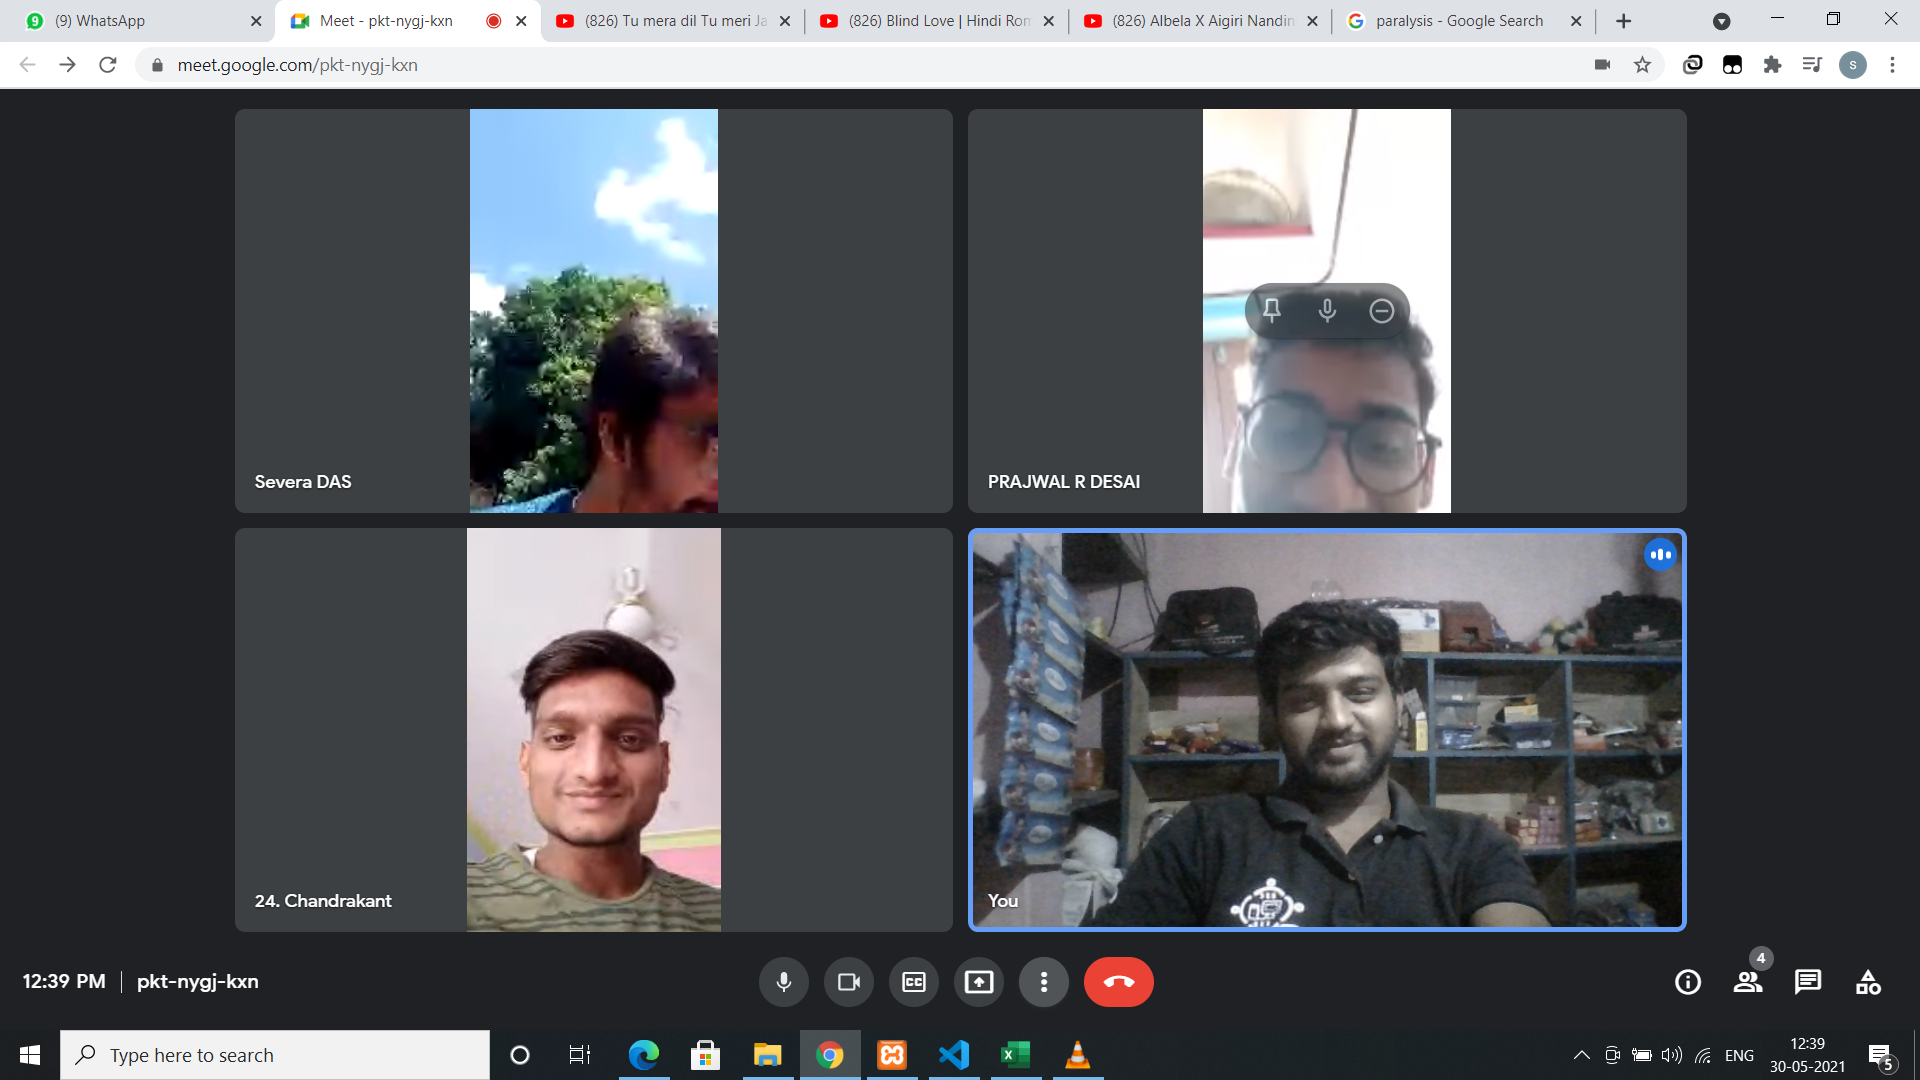 (9) WhatsApp
Meet - pkt-nygj-kxn
(826) Tu mera dil Tu meri Ja
(826) Blind Love | Hindi Rom
(826) Albela X Aigiri Nandin
paralysis - Google Search
meet.google.com/pkt-nygj-kxn
S
Severa DAS
PRAJWAL R DESAI
24. Chandrakant
You
12:39 PM
pkt-nygj-kxn
CC
4
Type here to search
ENG
12:39
30-05-2021
5